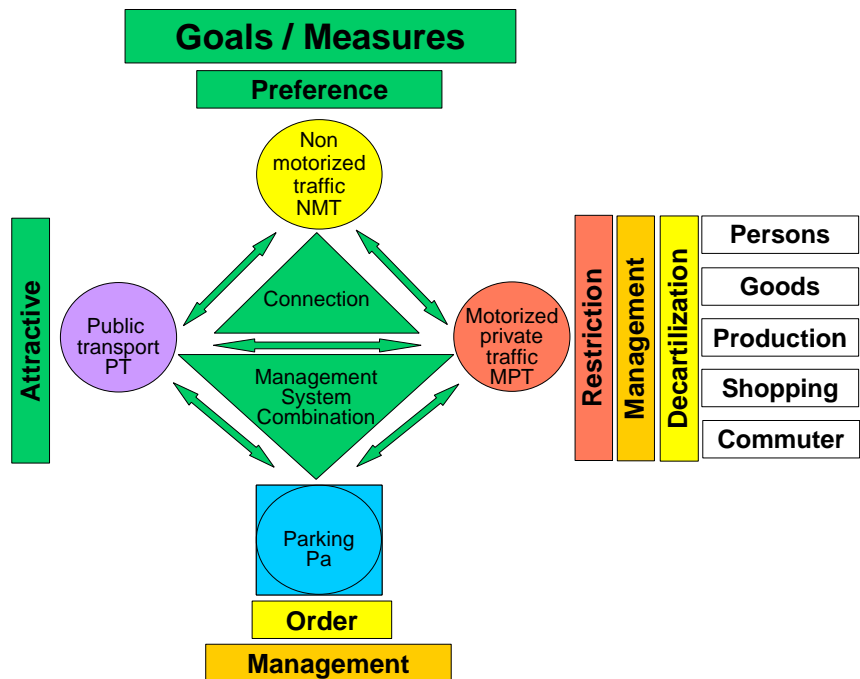 Goals / Measures
Preference
Non
motorized
traffic
NMT
Attractive
Public
transport
PT
Connection
Management
System
Combination
Motorized
private
traffic
MPT
Restriction
Management
Decartilization
Persons
Goods
Production
Shopping
Commuter
Parking
Pa
Order
Management